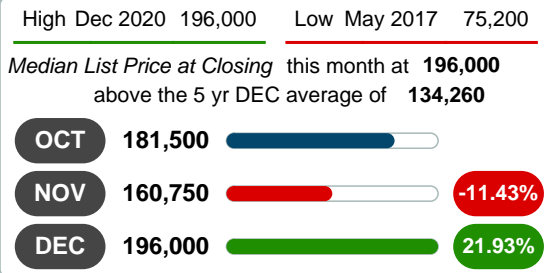 High Dec 2020 196,000 Low May 2017 75,200
Median List Price at Closing this month at 196,000
above the 5 yr DEC average of 134,260
OCT 181,500
NOV 160,750 -11.43%
DEC 196,000 21.93%